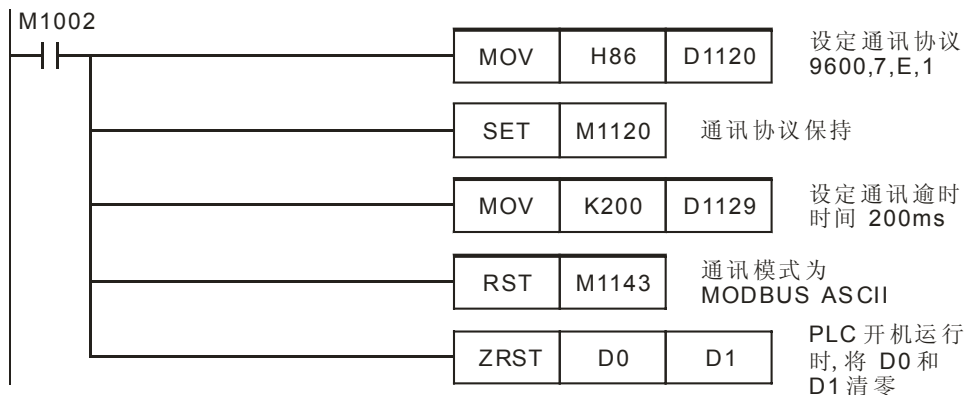 M1002
MOV H86 D1120
设定通讯协议
9600,7,E,1
SET M1120 通讯协议保持
MOV K200 D1129
设定通讯逾时
时间 200ms
RST M1143
通讯模式为
MODBUS ASCII
ZRST D0 D1
PLC 开机运行
时, 将 D0 和
D1 清零